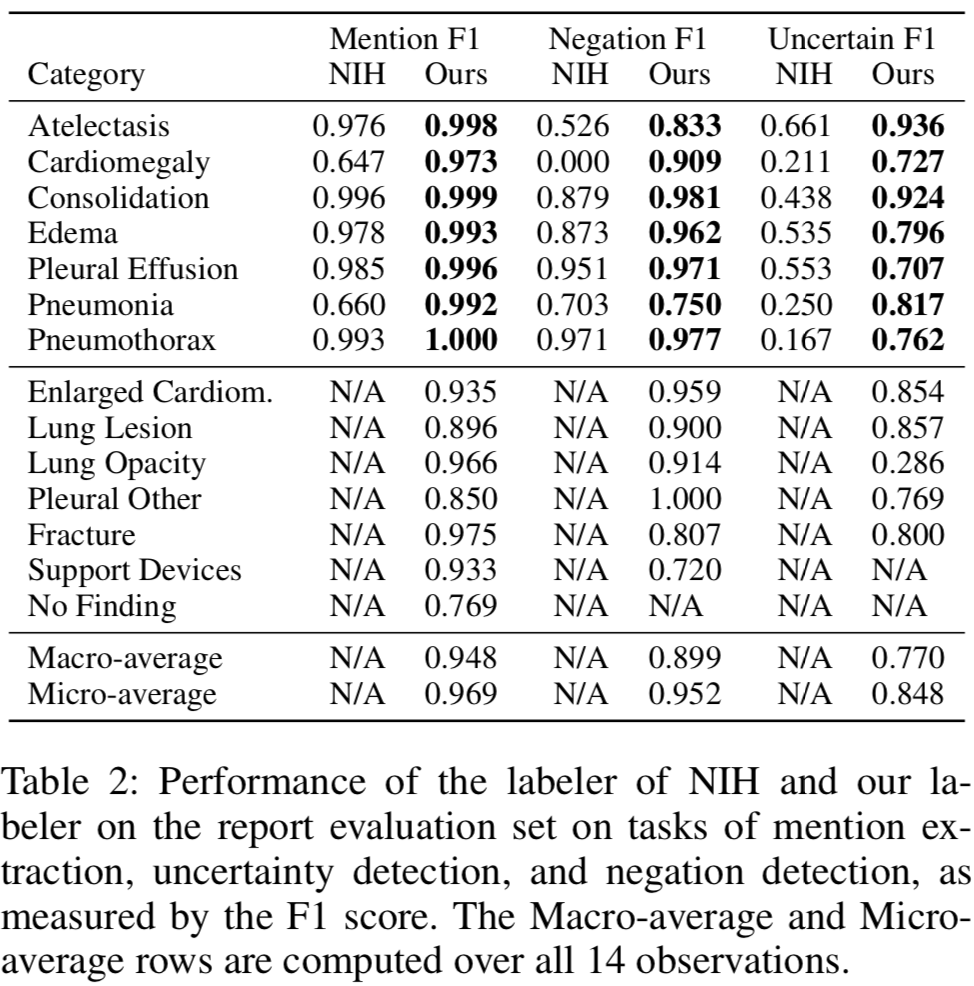 Mention F1 Negation F1 Uncertain F1
Category NIH Ours NIH Ours NIH Ours
Atelectasis 0.976 0.998 0.526 0.833 0.661 0.936
Cardiomegaly 0.647 0.973 0.000 0.909 0.211 0.727
Consolidation 0.996 0.999 0.879 0.981 0.438 0.924
Edema 0.978 0.993 0.873 0.962 0.535 0.796
Pleural Effusion 0.985 0.996 0.951 0.971 0.553 0.707
Pneumonia 0.660 0.992 0.703 0.750 0.250 0.817
Pneumothorax 0.993 1.000 0.971 0.977 0.167 0.762
Enlarged Cardiom. N/A 0.935 N/A 0.959 N/A 0.854
Lung Lesion N/A 0.896 N/A 0.900 N/A 0.857
Lung Opacity N/A 0.966 N/A 0.914 N/A 0.286
Pleural Other N/A 0.850 N/A 1.000 N/A 0.769
Fracture N/A 0.975 N/A 0.807 N/A 0.800
Support Devices N/A 0.933 N/A 0.720 N/A N/A
No Finding N/A 0.769 N/A N/A N/A N/A
Macro-average N/A 0.948 N/A 0.899 N/A 0.770
Micro-average N/A 0.969 N/A 0.952 N/A 0.848
Table 2: Performance of the labeler of NIH and our la-
beler on the report evaluation set on tasks of mention ex-
traction, uncertainty detection, and negation detection, as
measured by the F1 score. The Macro-average and Micro-
average rows are computed over all 14 observations.